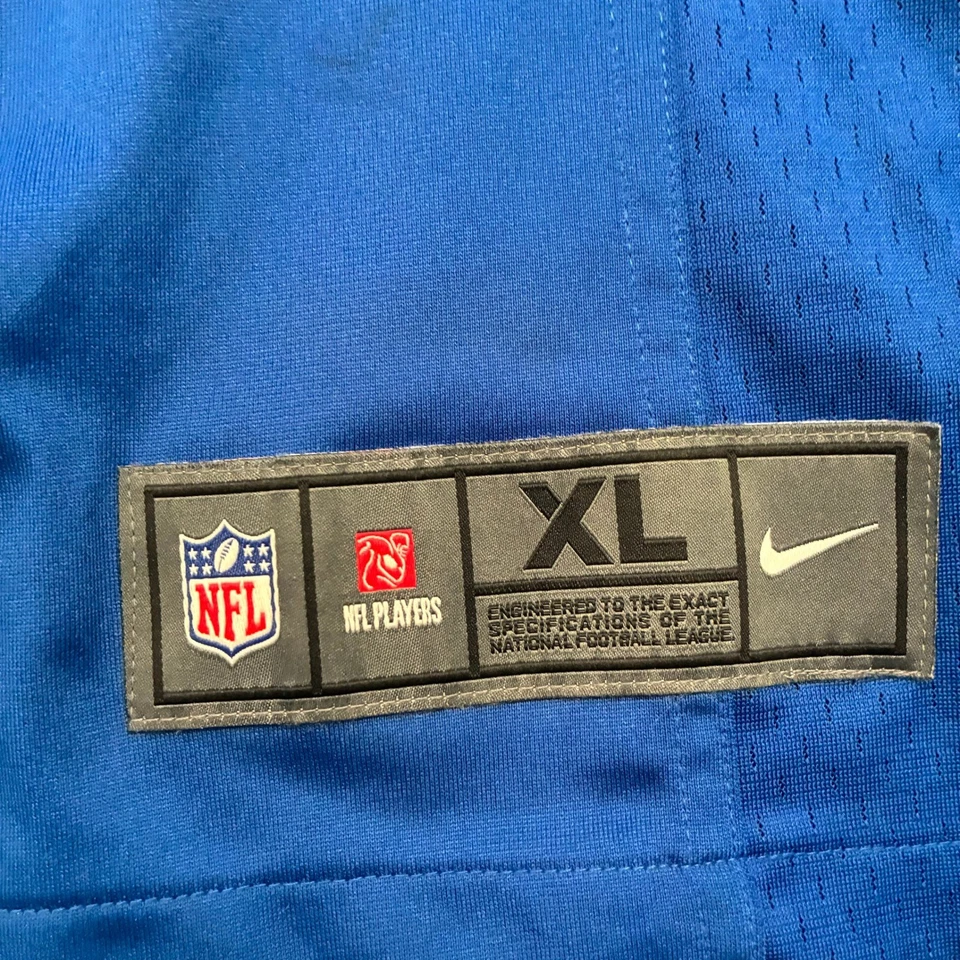 NFL
NFL PLAYERS
XL
ENGINEERED TO THE EXACT
SPECIFICATIONS OF THE
NATIONAL FOOTBALL LEAGUE.